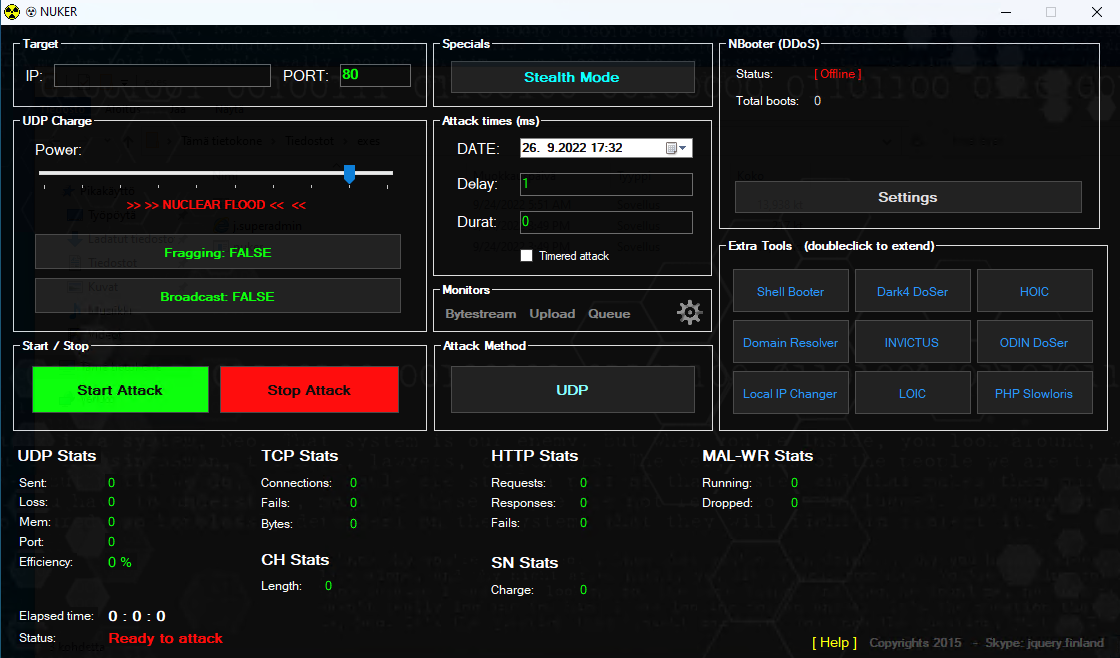 NUKER
Target
IP:
PORT: 80
UDP Charge
Tämä tietokone Tiedostot exes
Power:
>> >> NUCLEAR FLOOD << <<
Fragging: FALSE
Broadcast: FALSE
Start / Stop
Start Attack
Stop Attack
Specials
Stealth Mode
Attack times (ms)
DATE: 26. 9.2022 17:32
Delay: 1
Durat: 0
Timered attack
Monitors
Bytestream Upload Queue
Attack Method
UDP
NBooter (DDoS)
Status: [ Offline ]
Total boots: 0
Settings
Extra Tools (doubleclick to extend)
Shell Booter Dark4 DoSer HOIC
Domain Resolver INVICTUS ODIN DoSer
Local IP Changer LOIC PHP Slowloris
UDP Stats
Sent: 0
Loss: 0
Mem: 0
Port: 0
Efficiency: 0 %
TCP Stats
Connections: 0
Fails: 0
Bytes: 0
CH Stats
Length: 0
HTTP Stats
Requests: 0
Responses: 0
Fails: 0
SN Stats
Charge: 0
MAL-WR Stats
Running: 0
Dropped: 0
Elapsed time: 0 : 0 : 0
Status: Ready to attack
[ Help ] Copyrights 2015 - Skype: jquery.finland